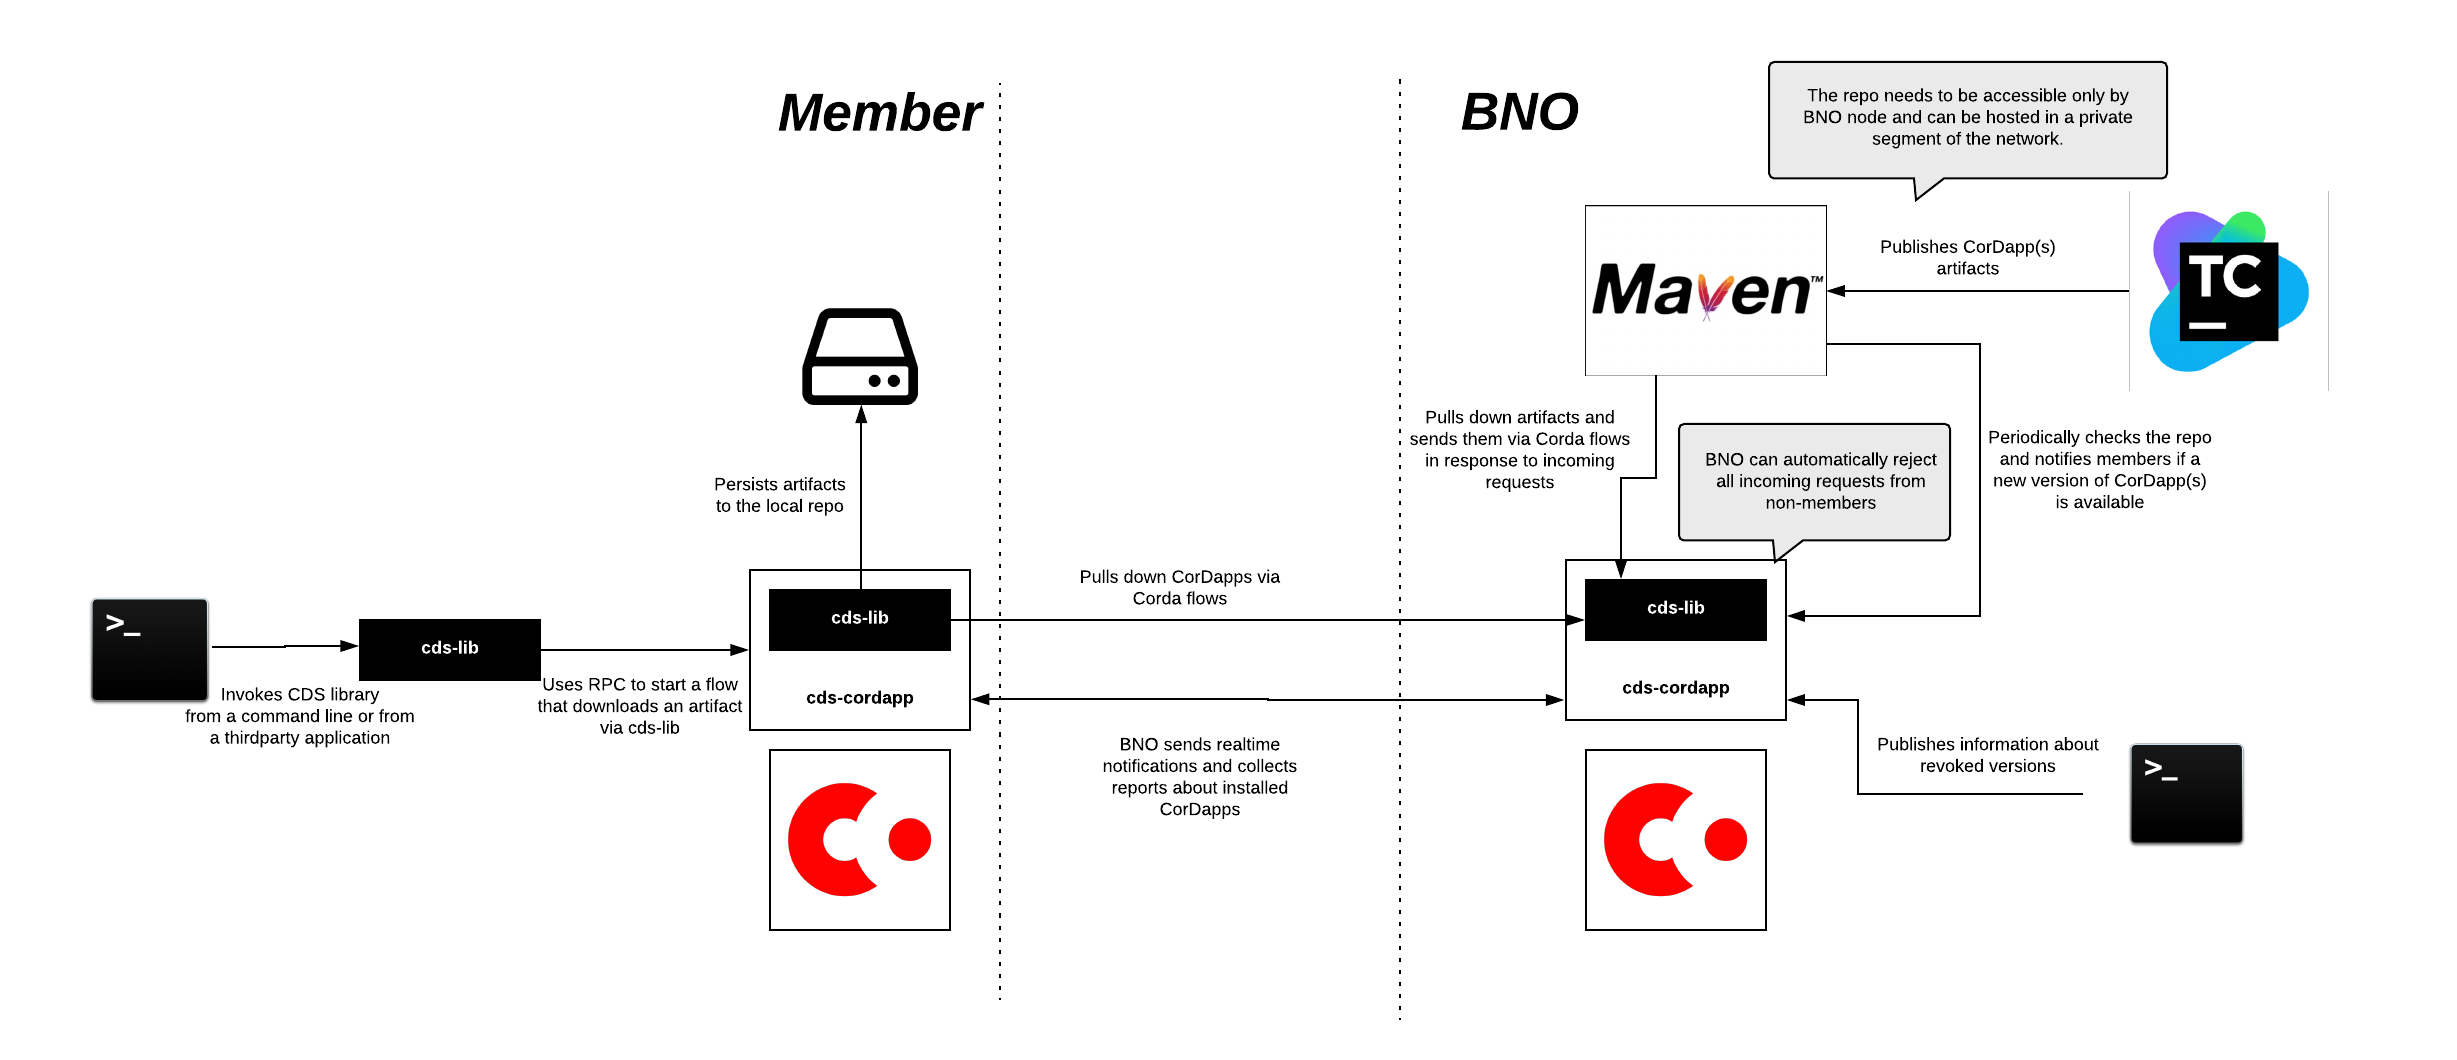 Member
BNO
The repo needs to be accessible only by
BNO node and can be hosted in a private
segment of the network.
Maven™
Publishes CorDapp(s)
artifacts
TC
Persists artifacts
to the local repo
Pulls down artifacts and
sends them via Corda flows
in response to incoming
requests
BNO can automatically reject
all incoming requests from
non-members
Periodically checks the repo
and notifies members if a
new version of CorDapp(s)
is available
>_
Invokes CDS library
from a command line or from
a thirdparty application
cds-lib
Uses RPC to start a flow
that downloads an artifact
via cds-lib
cds-lib
cds-cordapp
Pulls down CorDapps via
Corda flows
BNO sends realtime
notifications and collects
reports about installed
CorDapps
cds-lib
cds-cordapp
Publishes information about
revoked versions
>_